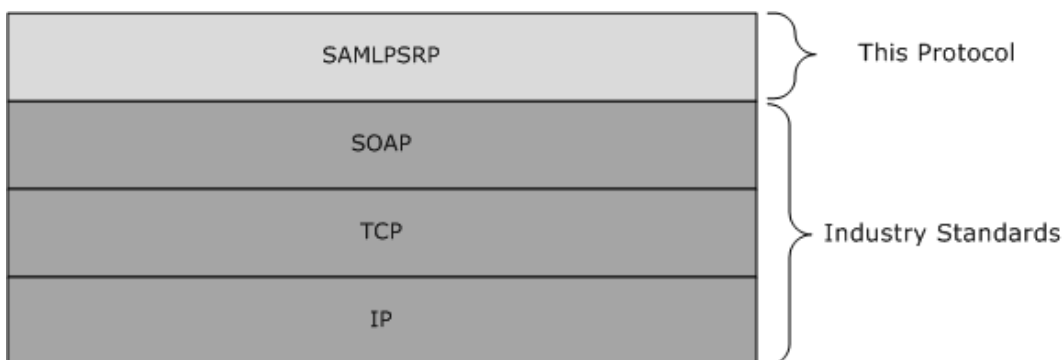 SAMLPSRP
This Protocol
SOAP
TCP
Industry Standards
IP